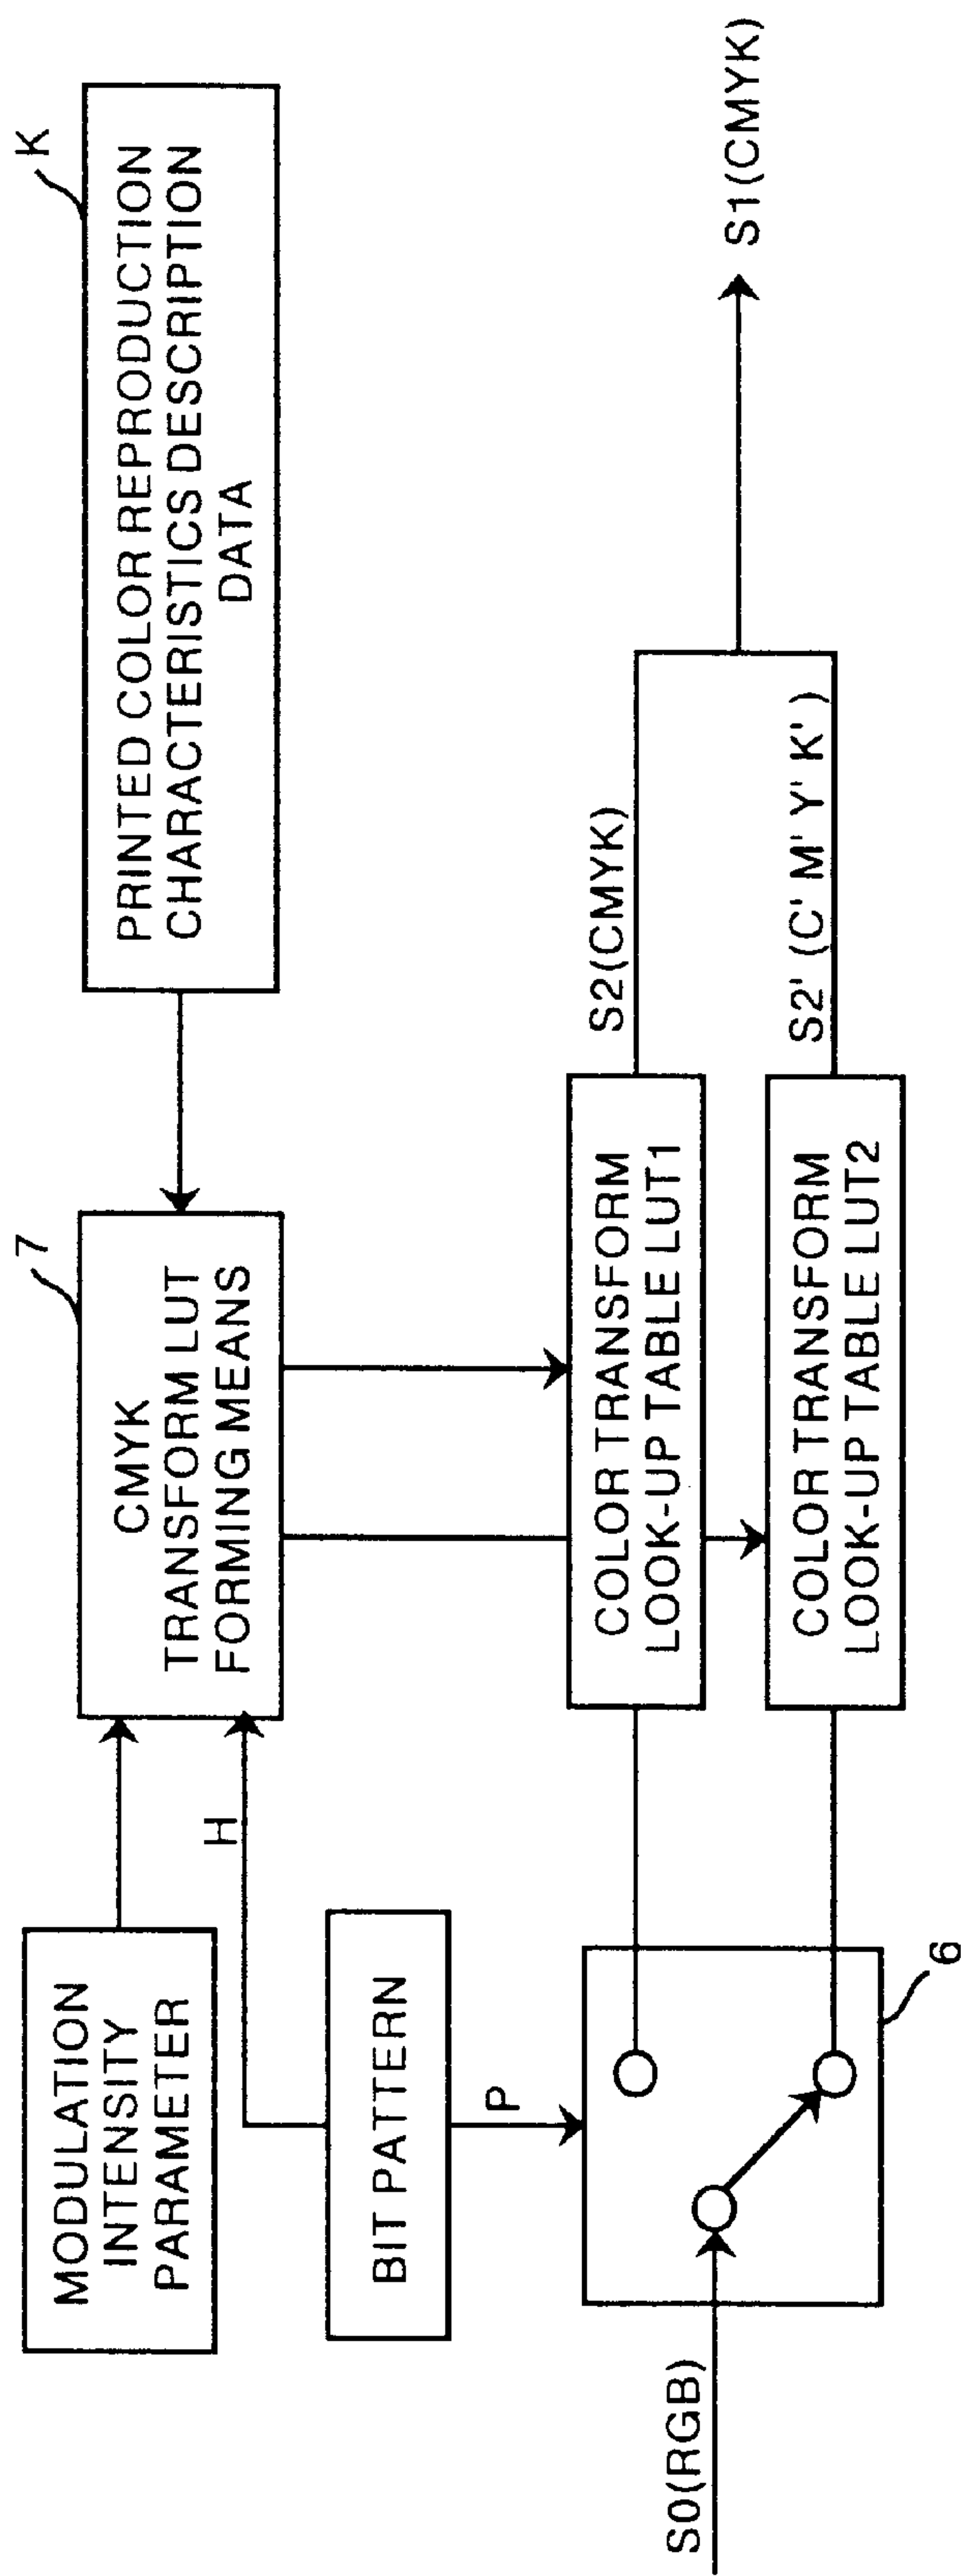 MODULATION
INTENSITY
PARAMETER
H
7
CMYK
TRANSFORM LUT
FORMING MEANS
K
PRINTED COLOR REPRODUCTION
CHARACTERISTICS DESCRIPTION
DATA
BIT PATTERN
P
S0(RGB)
6
COLOR TRANSFORM
LOOK-UP TABLE LUT1
S2(CMYK)
COLOR TRANSFORM
LOOK-UP TABLE LUT2
S2' (C' M' Y' K' )
S1(CMYK)